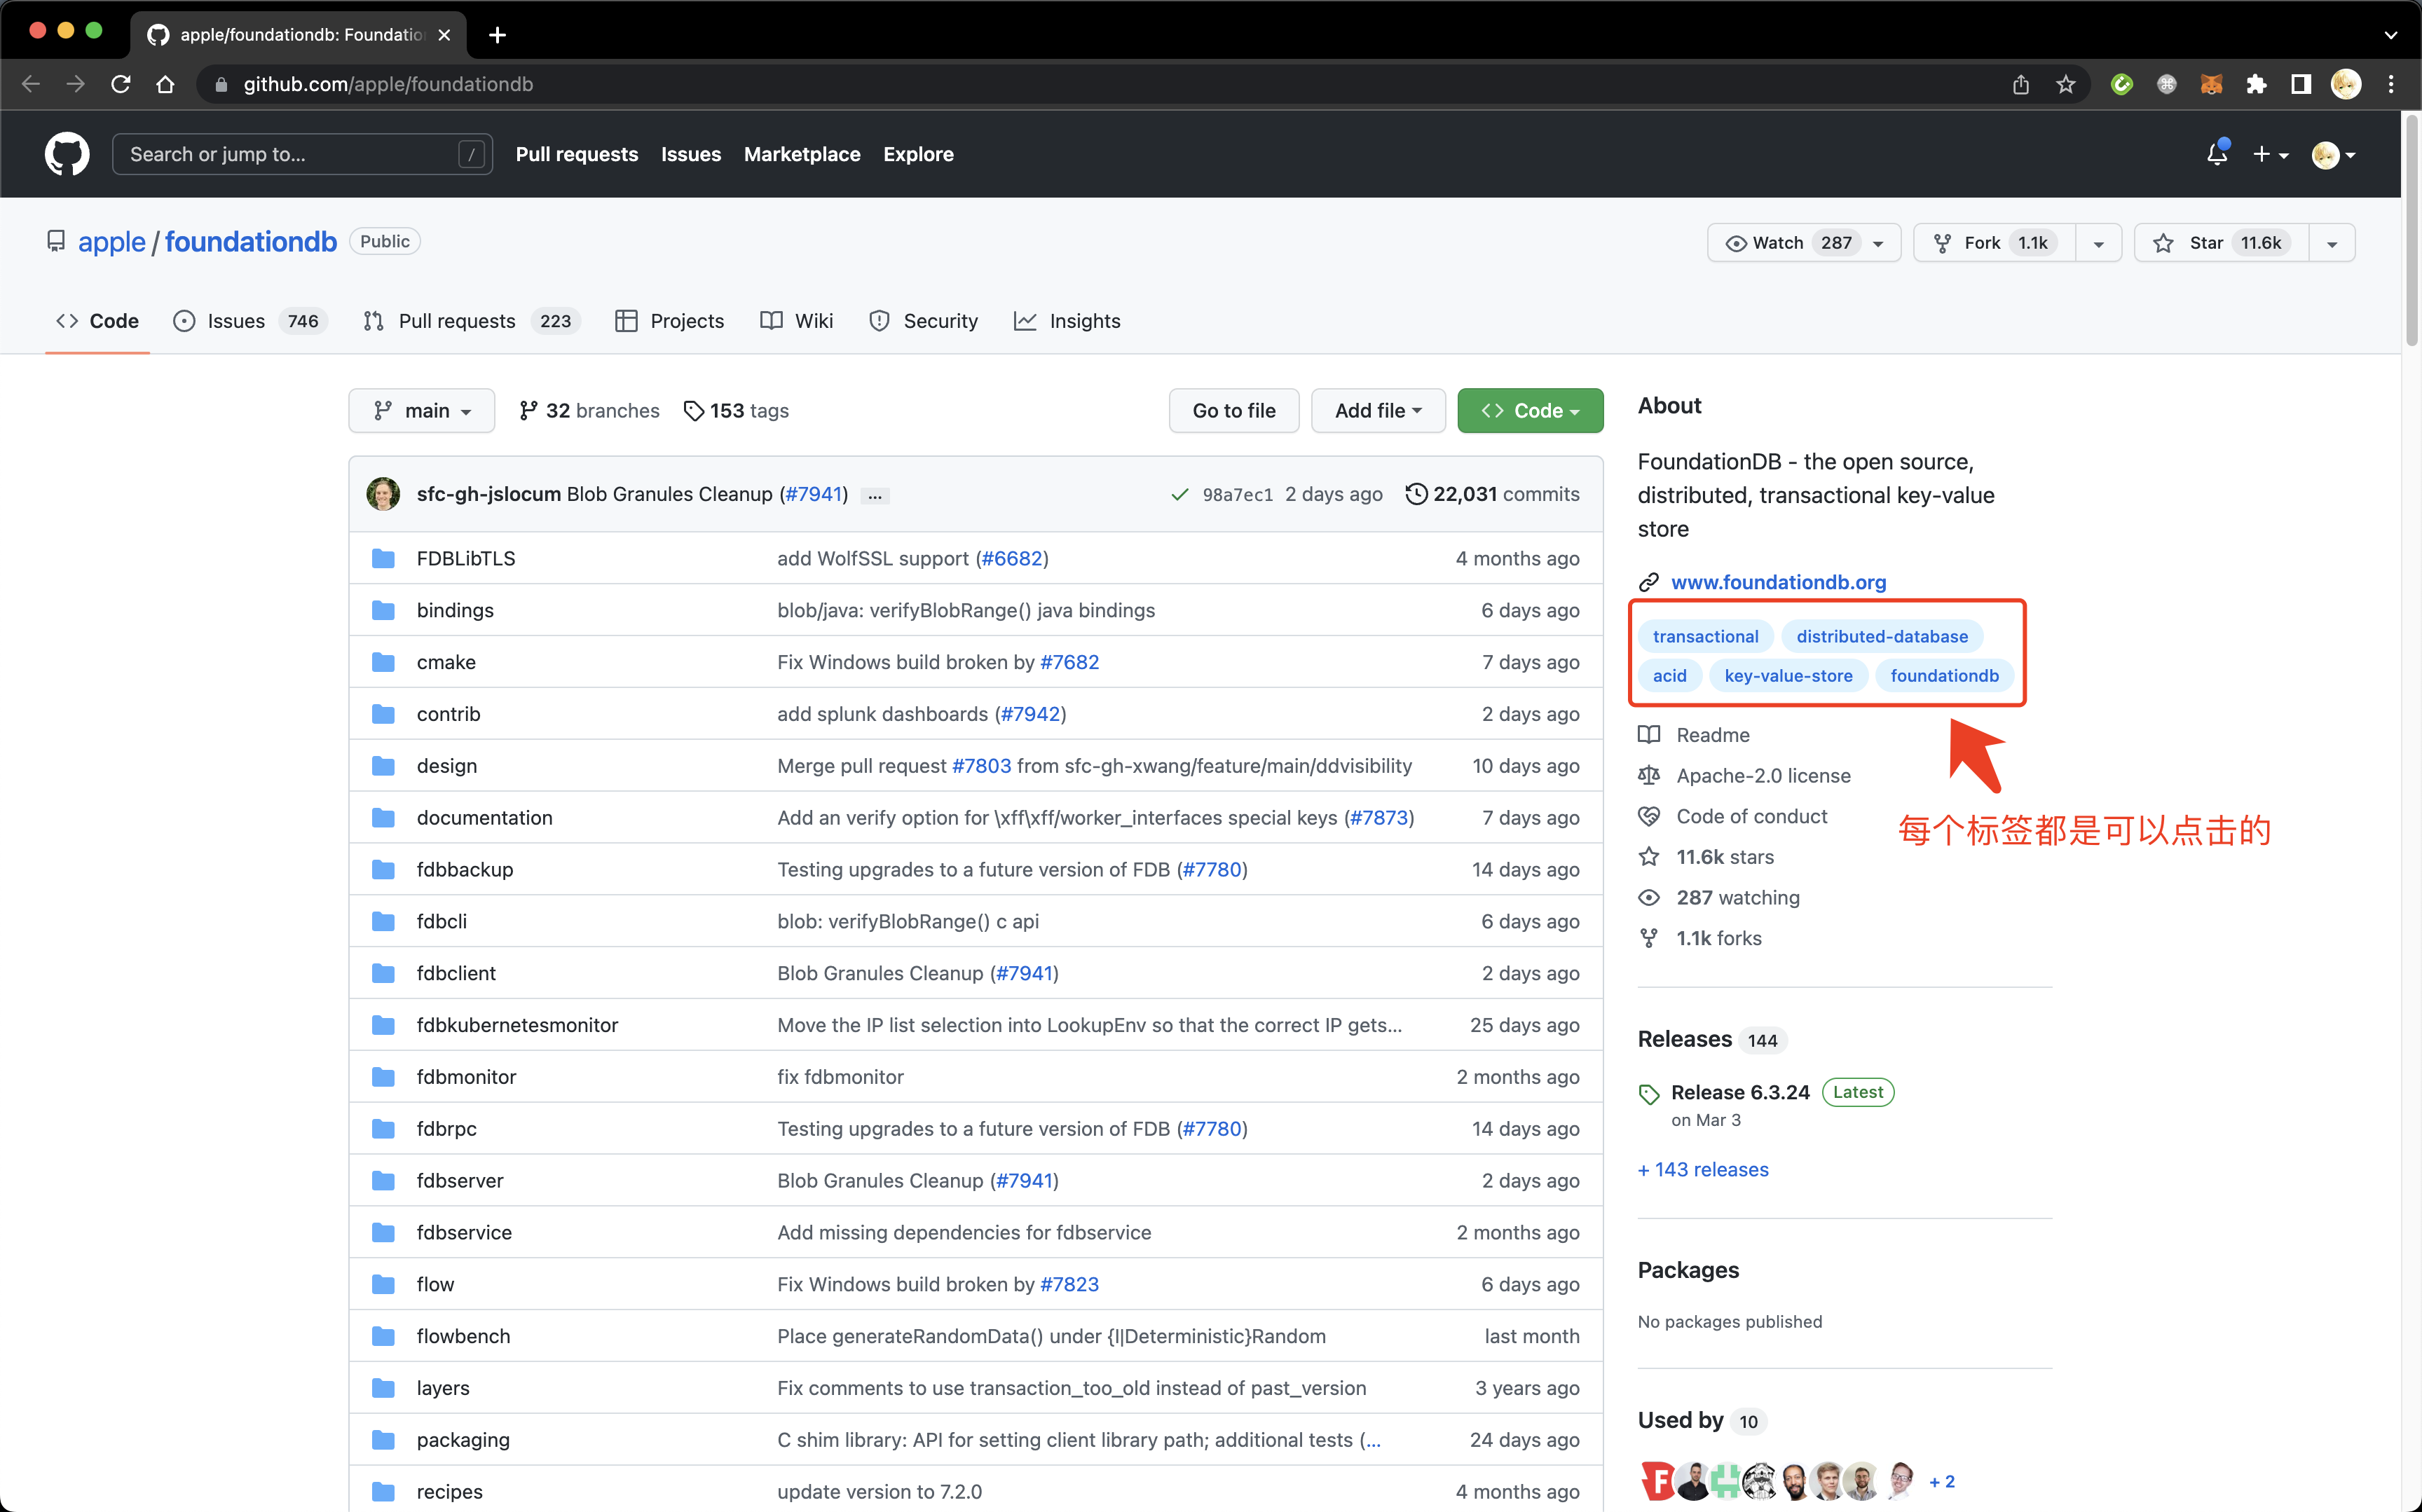 apple/foundationdb: Foundatio
github.com/apple/foundationdb
Search or jump to... /
Pull requests Issues Marketplace Explore
apple / foundationdb Public
Watch 287 Fork 1.1k Star 11.6k
Code Issues 746 Pull requests 223 Projects Wiki Security Insights
main 32 branches 153 tags Go to file Add file Code
sfc-gh-jslocum Blob Granules Cleanup (#7941) ... 98a7ec1 2 days ago 22,031 commits
FDBLibTLS add WolfSSL support (#6682) 4 months ago
bindings blob/java: verifyBlobRange() java bindings 6 days ago
cmake Fix Windows build broken by #7682 7 days ago
contrib add splunk dashboards (#7942) 2 days ago
design Merge pull request #7803 from sfc-gh-xwang/feature/main/ddvisibility 10 days ago
documentation Add an verify option for \xff\xff/worker_interfaces special keys (#7873) 7 days ago
fdbbackup Testing upgrades to a future version of FDB (#7780) 14 days ago
fdbcli blob: verifyBlobRange() c api 6 days ago
fdbclient Blob Granules Cleanup (#7941) 2 days ago
fdbkubernetesmonitor Move the IP list selection into LookupEnv so that the correct IP gets... 25 days ago
fdbmonitor fix fdbmonitor 2 months ago
fdbrpc Testing upgrades to a future version of FDB (#7780) 14 days ago
fdbserver Blob Granules Cleanup (#7941) 2 days ago
fdbservice Add missing dependencies for fdbservice 2 months ago
flow Fix Windows build broken by #7823 6 days ago
flowbench Place generateRandomData() under {I||Deterministic}Random last month
layers Fix comments to use transaction_too_old instead of past_version 3 years ago
packaging C shim library: API for setting client library path; additional tests (... 24 days ago
recipes update version to 7.2.0 4 months ago
About
FoundationDB - the open source,
distributed, transactional key-value
store
www.foundationdb.org
transactional distributed-database
acid key-value-store foundationdb
Readme
Apache-2.0 license
Code of conduct
每个标签都是可以点击的
11.6k stars
287 watching
1.1k forks
Releases 144
Release 6.3.24 Latest
on Mar 3
+ 143 releases
Packages
No packages published
Used by 10
F
+ 2